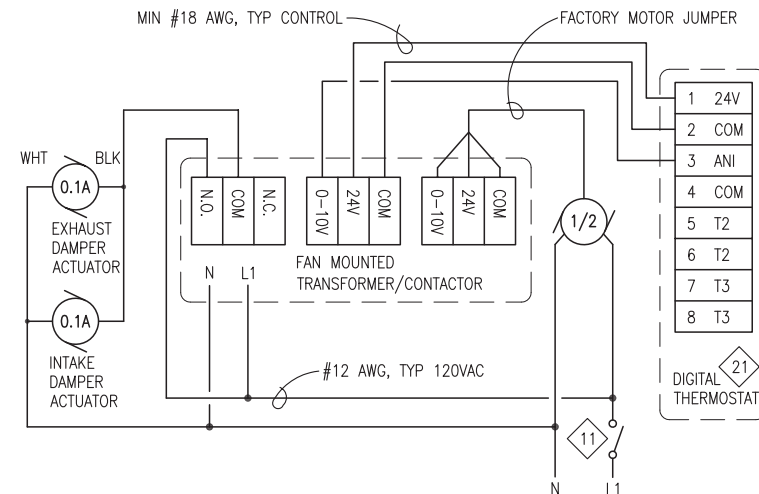 MIN #18 AWG, TYP CONTROL
FACTORY MOTOR JUMPER
WHT
BLK
0.1A
EXHAUST
DAMPER
ACTUATOR
0.1A
INTAKE
DAMPER
ACTUATOR
N.O.
COM
N.C.
N
L1
0-10V
24V
COM
0-10V
24V
COM
FAN MOUNTED
TRANSFORMER/CONTACTOR
1/2
1 24V
2 COM
3 ANI
4 COM
5 T2
6 T2
7 T3
8 T3
21
DIGITAL
THERMOSTAT
#12 AWG, TYP 120VAC
11
N
L1